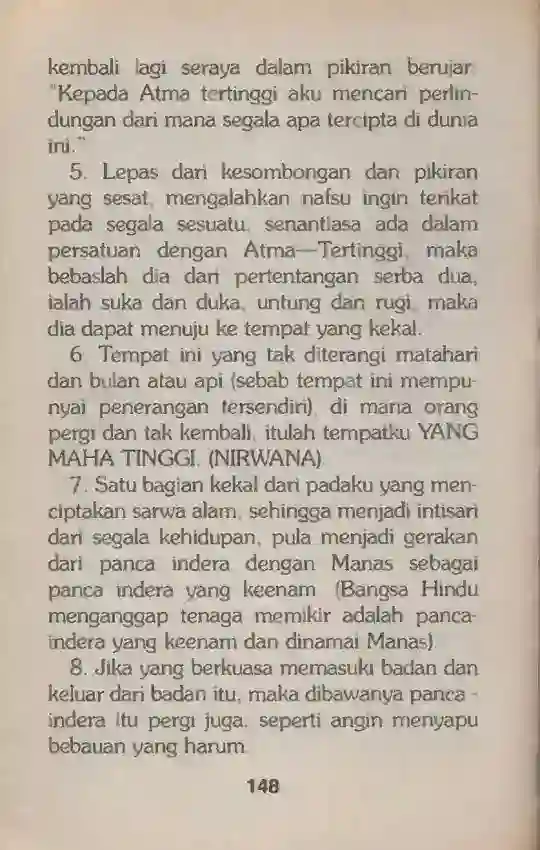 kembali lagi seraya dalam pikiran berujar:
"Kepada Atma tertinggi aku mencari perlin-
dungan dari mana segala apa tercipta di dunia
ini."
5. Lepas dari kesombongan dan pikiran
yang sesat, mengalahkan nafsu ingin terikat
pada segala sesuatu, senantiasa ada dalam
persatuan dengan Atma—Tertinggi, maka
bebaslah dia dari pertentangan serba dua,
ialah suka dan duka, untung dan rugi, maka
dia dapat menuju ke tempat yang kekal.
6. Tempat ini yang tak diterangi matahari
dan bulan atau api (sebab tempat ini mempu-
nyai penerangan tersendiri), di mana orang
pergi dan tak kembali, itulah tempatku YANG
MAHA TINGGI. (NIRWANA).
7. Satu bagian kekal dari padaku yang men-
ciptakan sarwa alam, sehingga menjadi intisari
dari segala kehidupan, pula menjadi gerakan
dari panca indera dengan Manas sebagai
panca indera yang keenam. (Bangsa Hindu
menganggap tenaga memikir adalah panca-
indera yang keenam dan dinamai Manas).
8. Jika yang berkuasa memasuki badan dan
keluar dari badan itu, maka dibawanya panca -
indera itu pergi juga, seperti angin menyapu
bebauan yang harum.
148